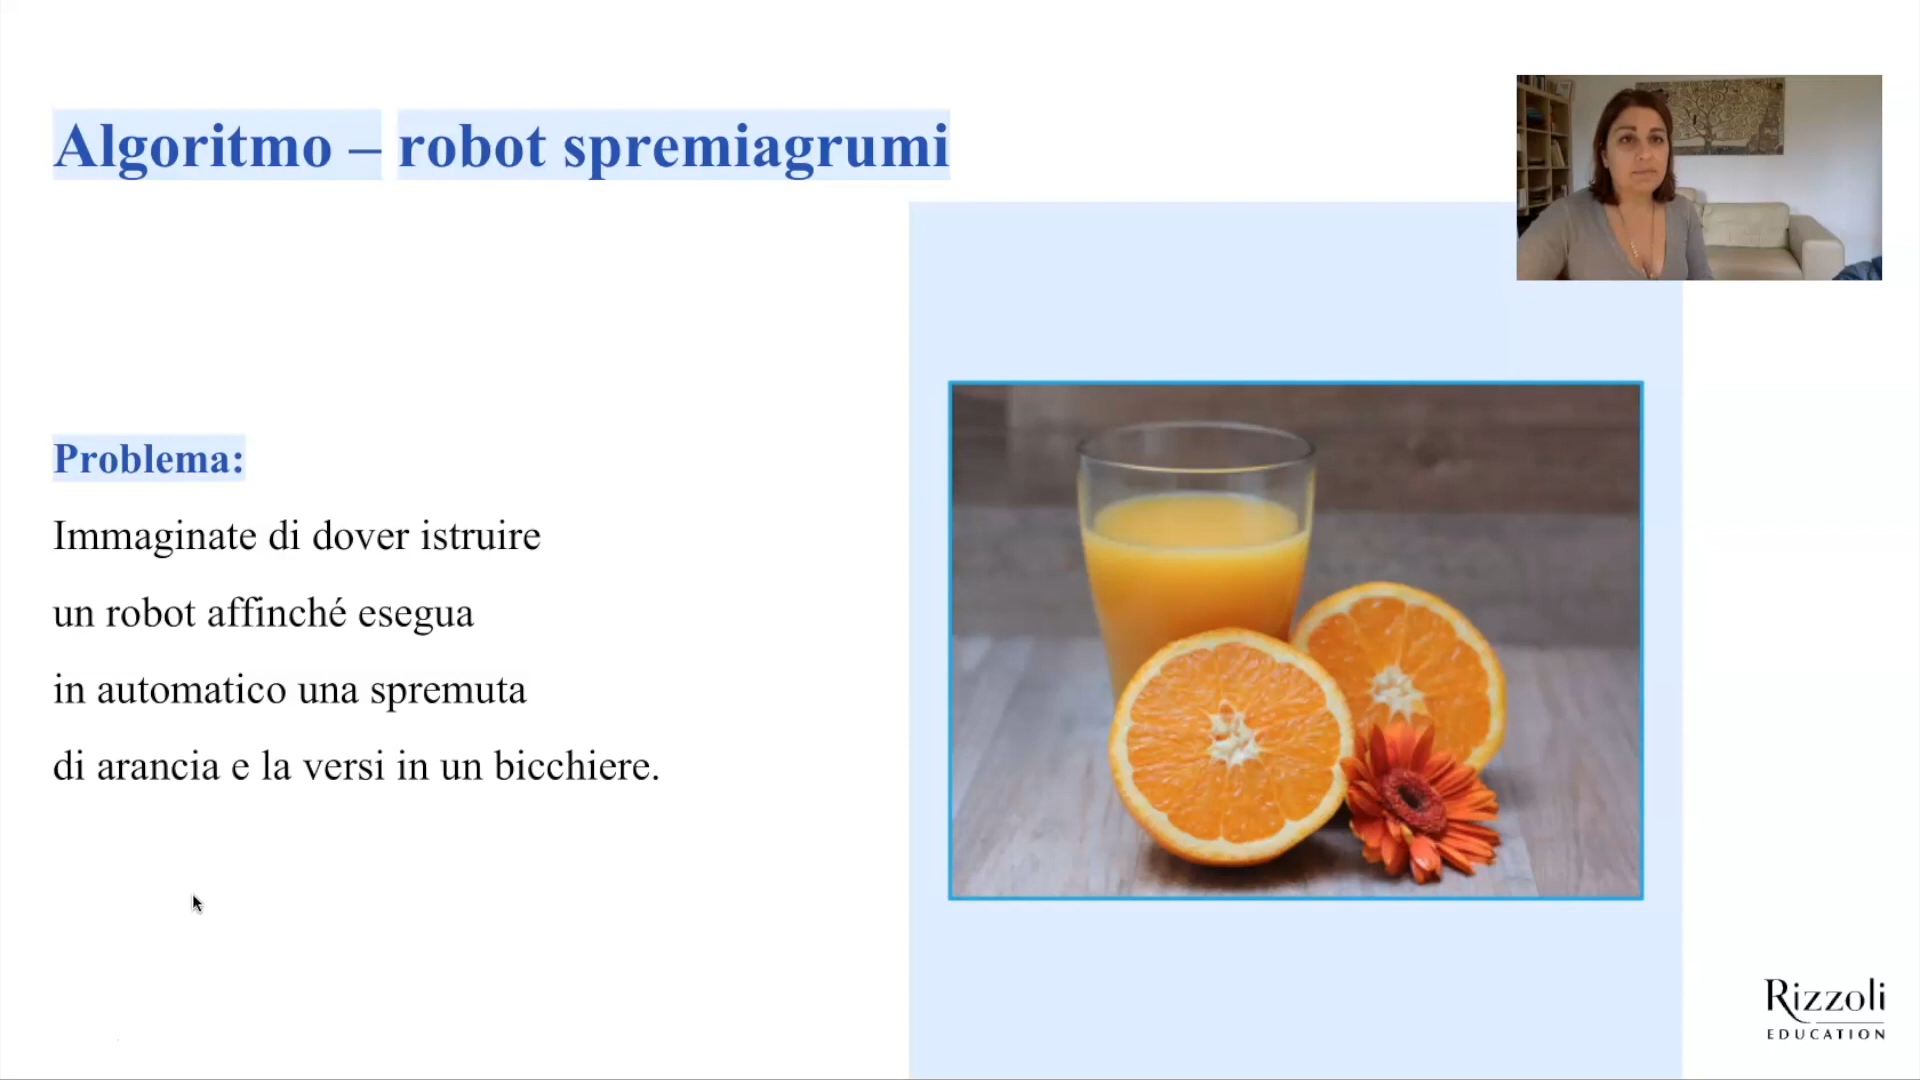 Algoritmo – robot spremiagrumi
Problema:
Immaginate di dover istruire
un robot affinché esegua
in automatico una spremuta
di arancia e la versi in un bicchiere.
Rizzoli
EDUCATION